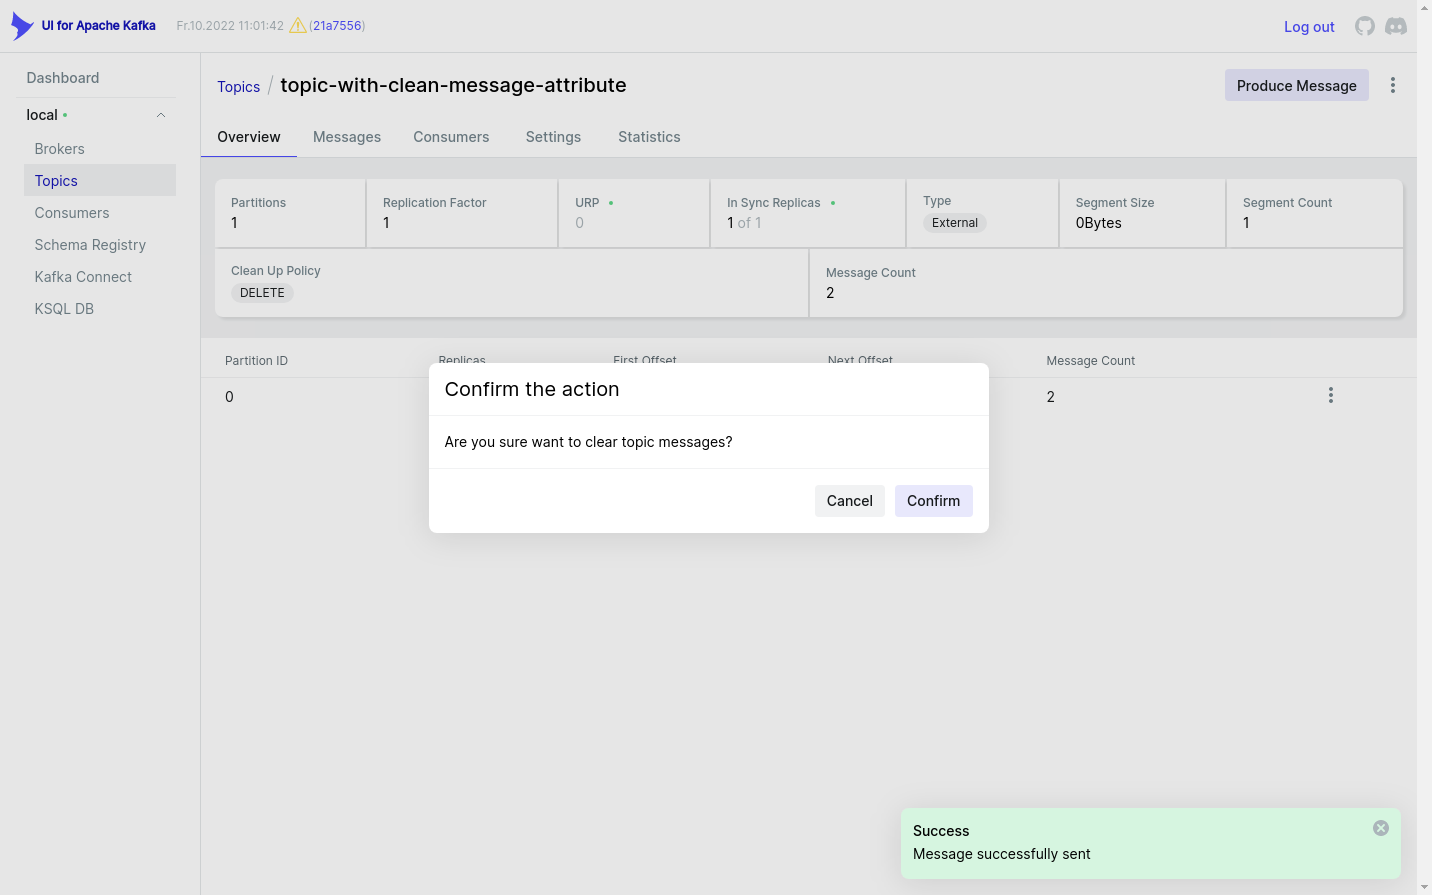 UI for Apache Kafka
Fr.10.2022 11:01:42 (21a7556)
Log out
Dashboard
local
Brokers
Topics
Consumers
Schema Registry
Kafka Connect
KSQL DB
Topics / topic-with-clean-message-attribute
Produce Message
Overview Messages Consumers Settings Statistics
Partitions Replication Factor URP In Sync Replicas Type Segment Size Segment Count
1 1 0 1 of 1 External 0Bytes 1
Clean Up Policy Message Count
DELETE 2
Partition ID Replicas First Offset Next Offset Message Count
0 2
Confirm the action
Are you sure want to clear topic messages?
Cancel Confirm
Success
Message successfully sent